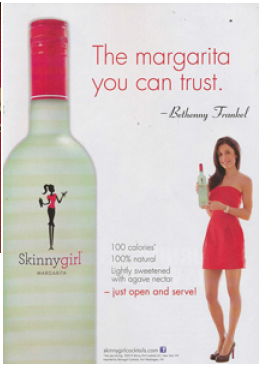 The margarita
you can trust.
–Bethenny Frankel
Skinnygirl
MARGARITA
100 calories*
100% natural
Lightly sweetened
with agave nectar
– just open and serve!
skinnygirlcocktails.com